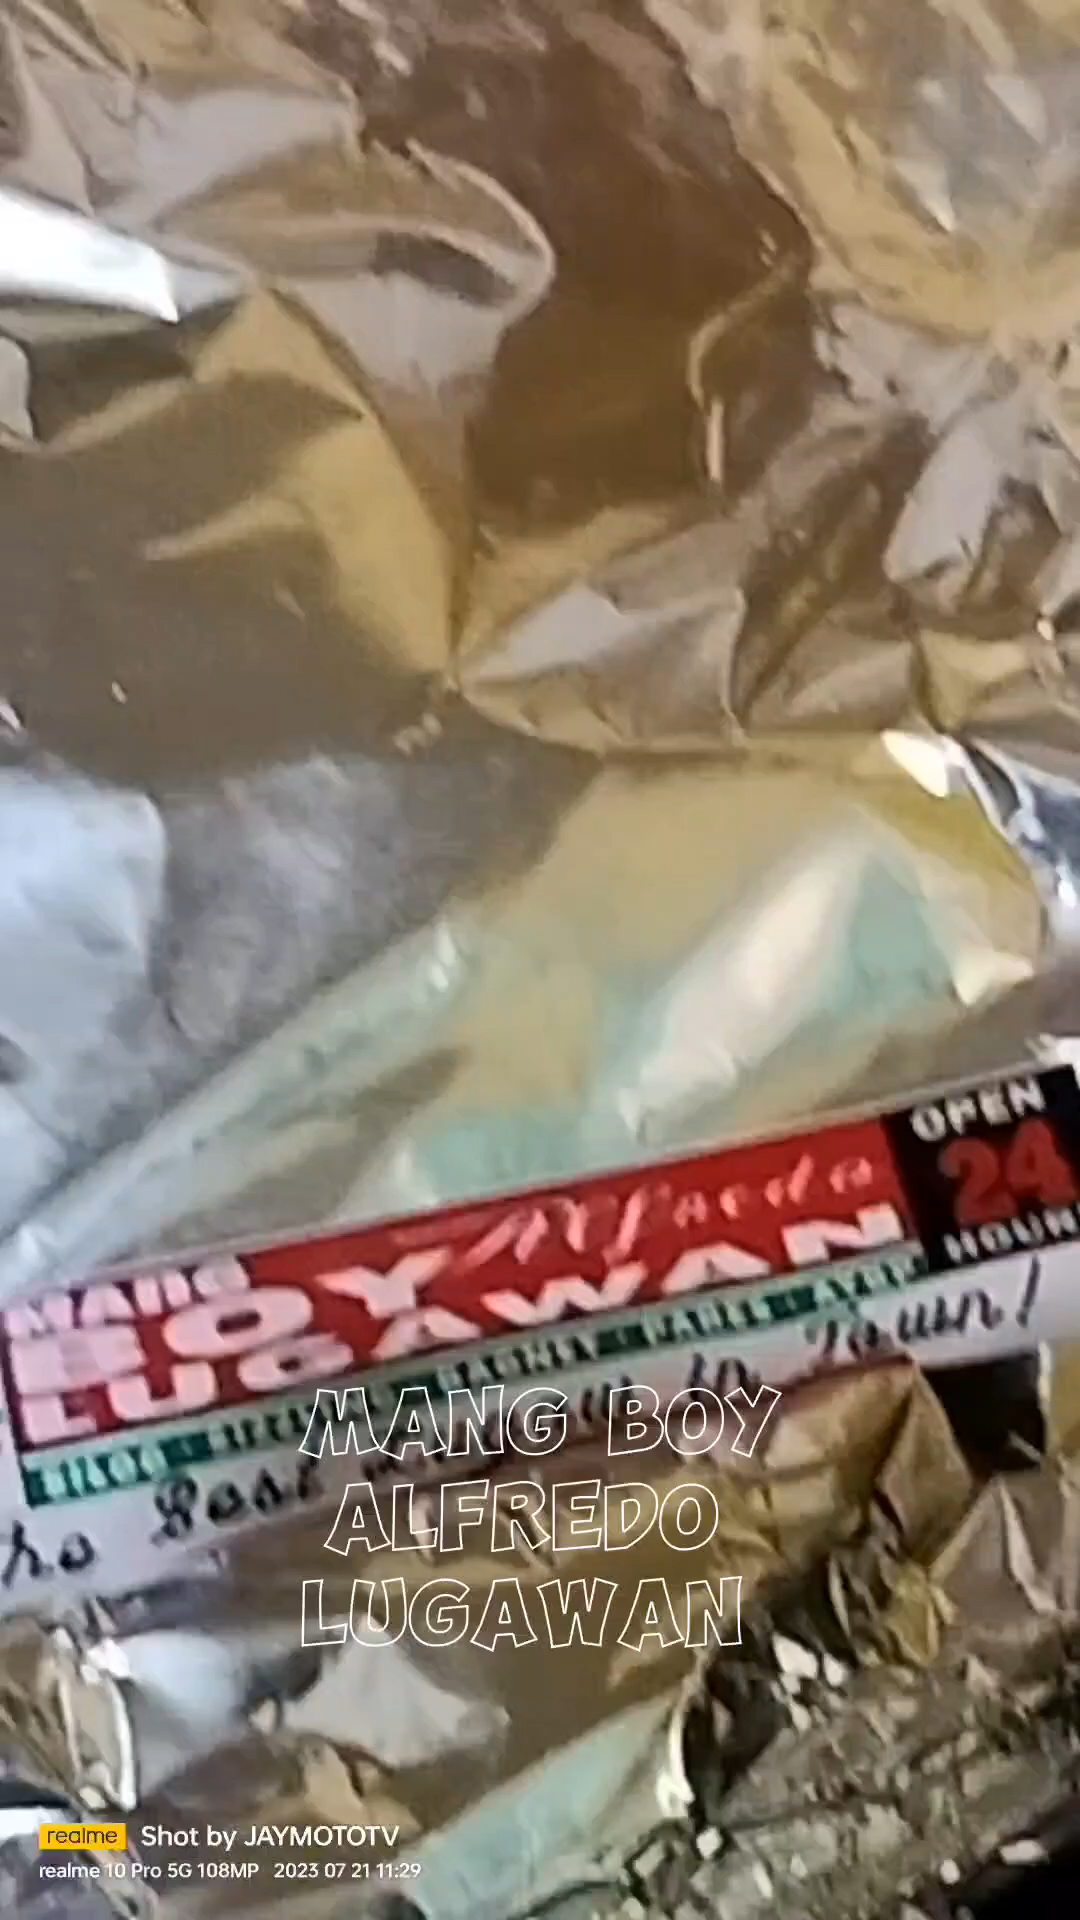 OPEN
24
HOURS
MANG
BOY Alfredo
LUGAWAN
in Town!
MANG BOY
ALFREDO
LUGAWAN
realme Shot by JAYMOTOTV
realme 10 Pro 5G 108MP 2023 07 21 11:29